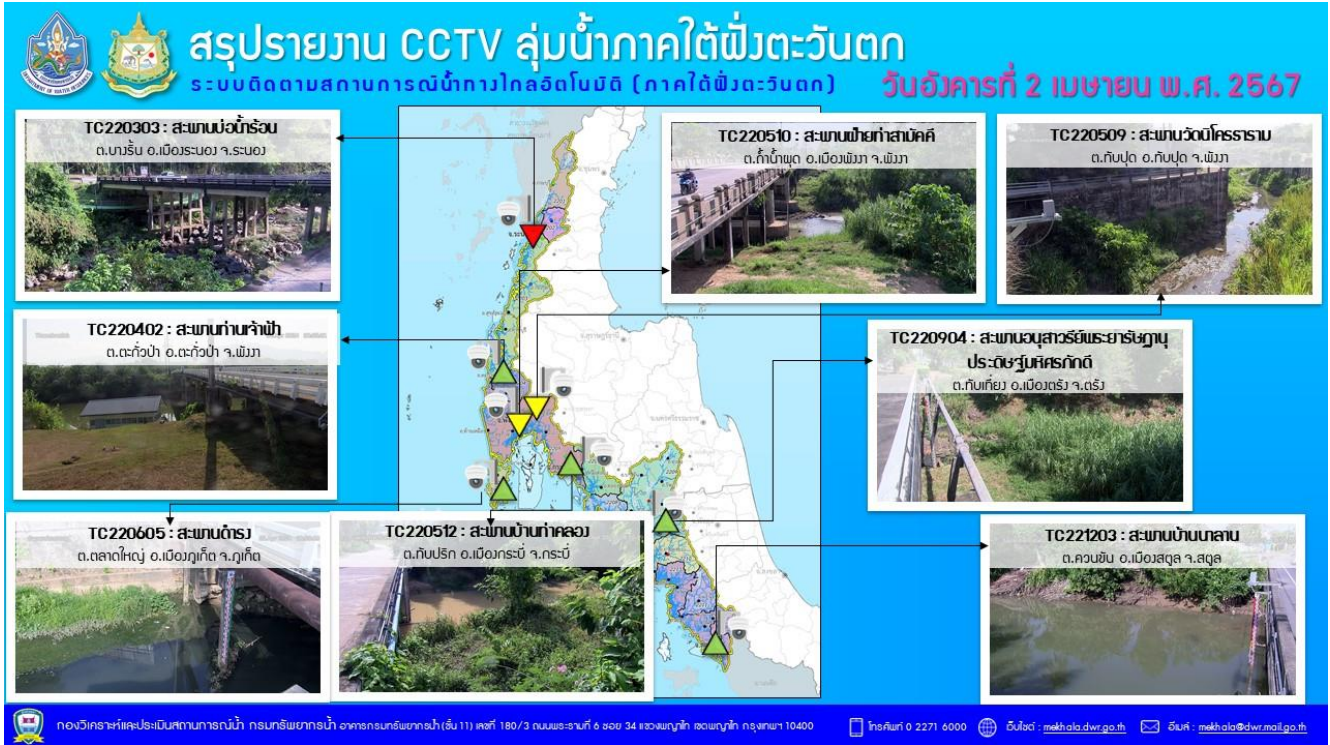 สรุปรายงาน CCTV ลุ่มน้ำภาคใต้ฝั่งตะวันตก
ระบบติดตามสถานการณ์น้ำทางไกลอัตโนมัติ (ภาคใต้ฝั่งตะวันตก)
วันอังคารที่ 2 เมษายน พ.ศ. 2567
TC220303 : สะพานบ่อน้ำร้อน
ต.บางริ้น อ.เมืองระนอง จ.ระนอง
TC220510 : สะพานฝ่ายท่าสามัคคี
ต.ถ้ำน้ำผุด อ.เมืองพังงา จ.พังงา
TC220509 : สะพานวัดนิโครธาราม
ต.ทับปุด อ.ทับปุด จ.พังงา
TC220402 : สะพานท่านเจ้าฟ้า
ต.ตะกั่วป่า อ.ตะกั่วป่า จ.พังงา
TC220904 : สะพานอนุสาวรีย์พระยารัษฎานุ
ประดิษฐ์มหิศรภักดี
ต.ทับเที่ยง อ.เมืองตรัง จ.ตรัง
TC220605 : สะพานดำรง
ต.ตลาดใหญ่ อ.เมืองภูเก็ต จ.ภูเก็ต
TC220512 : สะพานบ้านท่าคลอง
ต.ทับปริก อ.เมืองกระบี่ จ.กระบี่
TC221203 : สะพานบ้านนาลาน
ต.ควนขัน อ.เมืองสตูล จ.สตูล
กองวิเคราะห์และประเมินสถานการณ์น้ำ กรมทรัพยากรน้ำ อาคารกรมทรัพยากรน้ำ (ชั้น 11) เลขที่ 180/3 ถนนพระรามที่ 6 ซอย 34 แขวงพญาไท เขตพญาไท กรุงเทพฯ 10400
โทรศัพท์ 0 2271 6000
เว็บไซต์ : mekhala.dwr.go.th
อีเมล์ : mekhala@dwr.mail.go.th